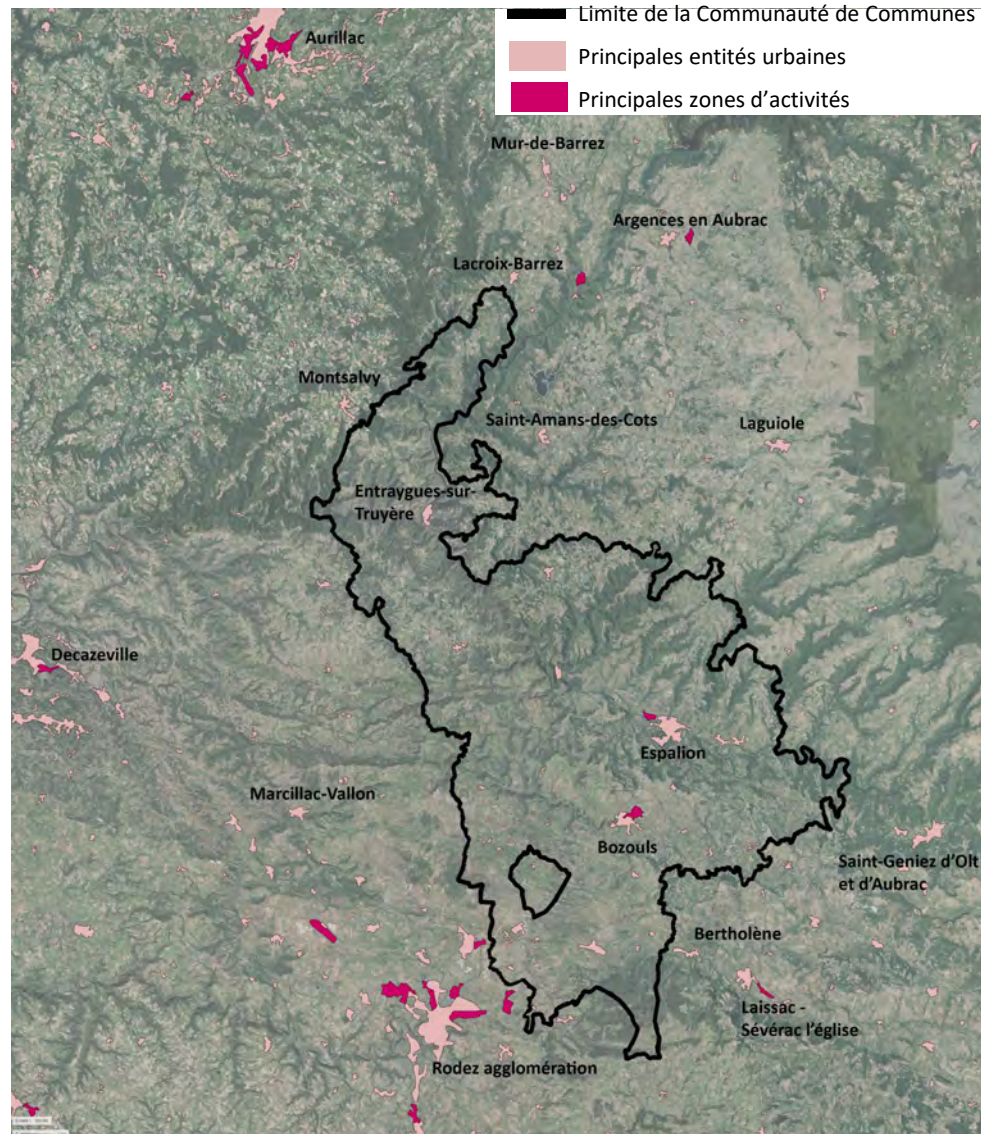 Limite de la Communauté de Communes
Principales entités urbaines
Principales zones d'activités
Aurillac
Mur-de-Barrez
Argences en Aubrac
Lacroix-Barrez
Montsalvy
Saint-Amans-des-Cots
Laguiole
Entraygues-sur-
Truyère
Decazeville
Espalion
Marcillac-Vallon
Bozouls
Saint-Geniez d'Olt
et d'Aubrac
Bertholène
Laissac -
Sévérac l'église
Rodez agglomération